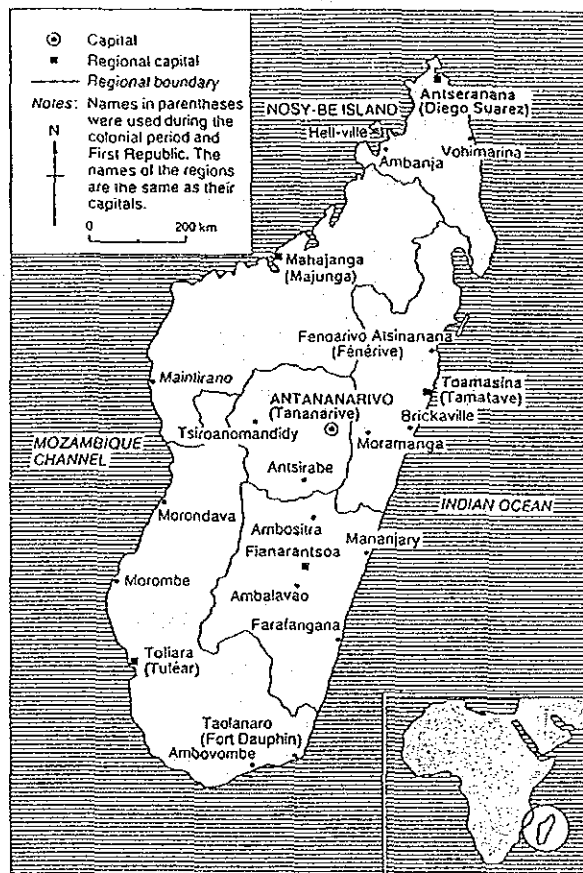 Capital
Regional capital
Regional boundary
Notes: Names in parentheses
were used during the
colonial period and
First Republic. The
names of the regions
are the same as their
capitals.
N
0 200 km
Antseranana
(Diego Suarez)
NOSY-BE ISLAND
Hell-ville
Ambanja
Vohimarina
Mahajanga
(Majunga)
Fenoarivo Atsinanana
(Fénérive)
Maintirano
ANTANANARIVO
(Tananarive)
Toamasina
(Tamatave)
Brickaville
Tsiroanomandidy
Moramanga
MOZAMBIQUE
CHANNEL
Antsirabe
INDIAN OCEAN
Morondava
Ambositra
Mananjary
Fianarantsoa
Morombe
Ambalavao
Farafangana
Toliara
(Tuléar)
Taolanaro
(Fort Dauphin)
Ambovombe